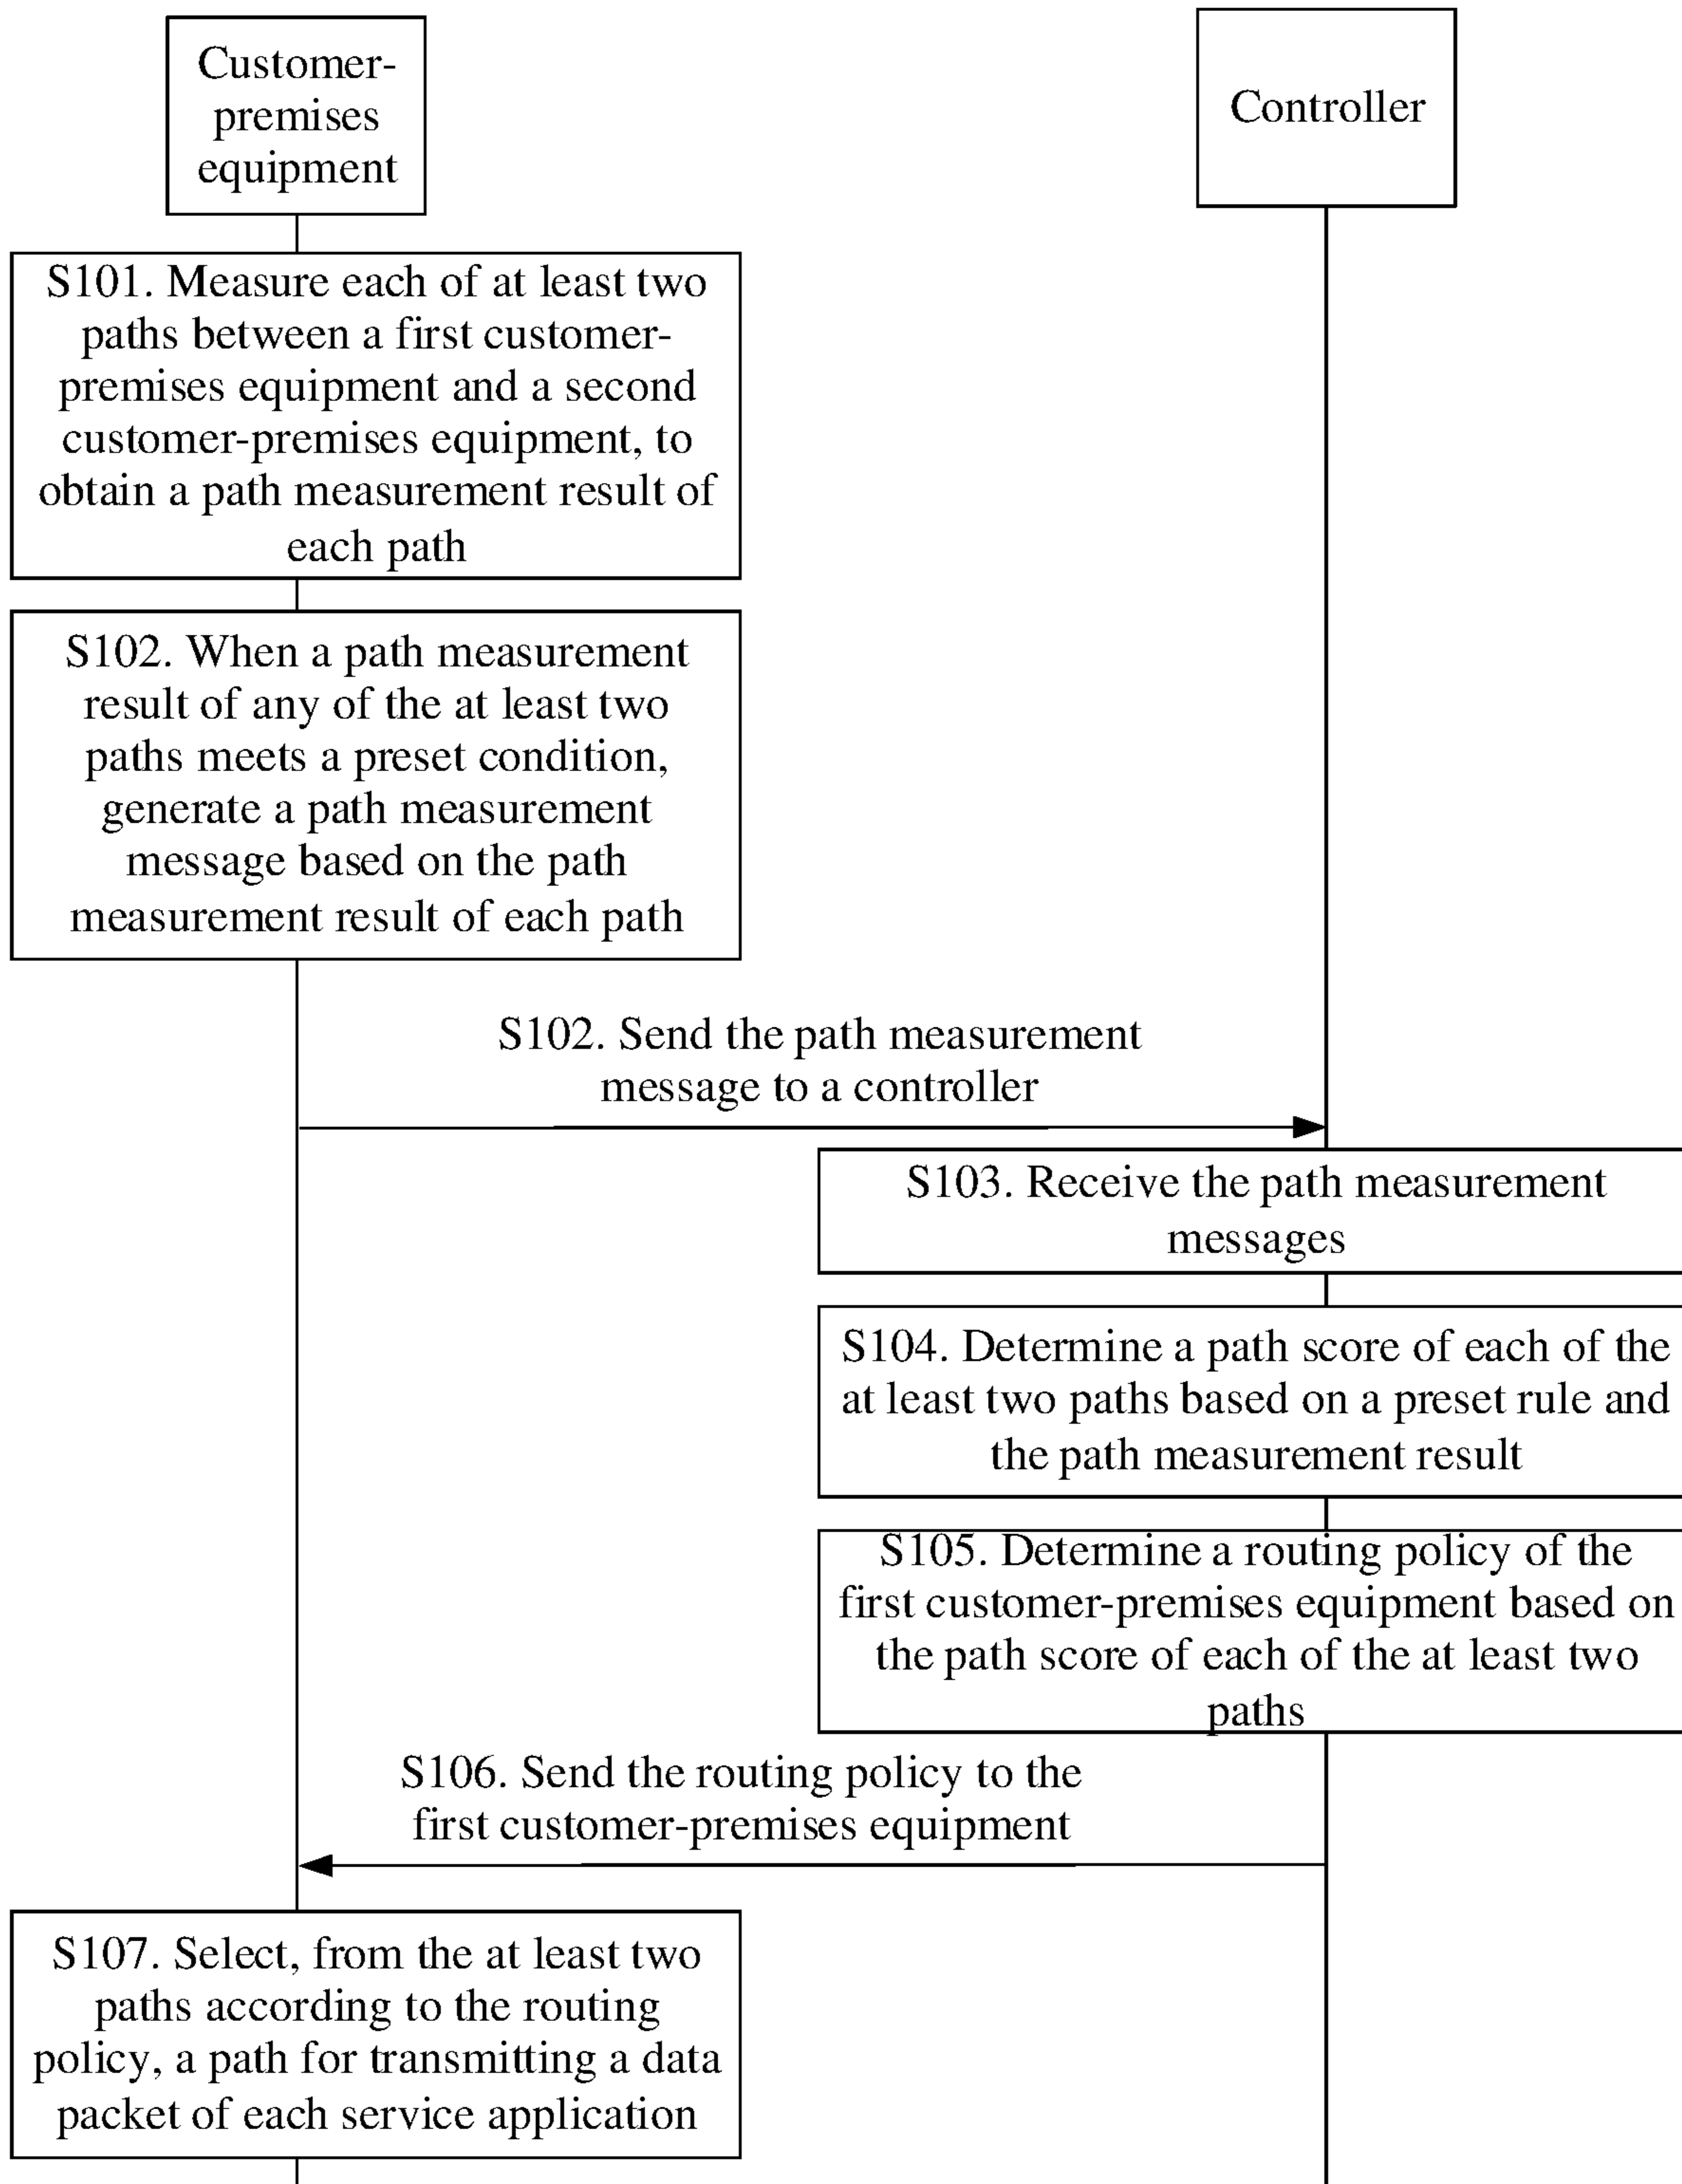 Customer-
premises
equipment
Controller
S101. Measure each of at least two
paths between a first customer-
premises equipment and a second
customer-premises equipment, to
obtain a path measurement result of
each path
S102. When a path measurement
result of any of the at least two
paths meets a preset condition,
generate a path measurement
message based on the path
measurement result of each path
S102. Send the path measurement
message to a controller
S103. Receive the path measurement
messages
S104. Determine a path score of each of the
at least two paths based on a preset rule and
the path measurement result
S105. Determine a routing policy of the
first customer-premises equipment based on
the path score of each of the at least two
paths
S106. Send the routing policy to the
first customer-premises equipment
S107. Select, from the at least two
paths according to the routing
policy, a path for transmitting a data
packet of each service application